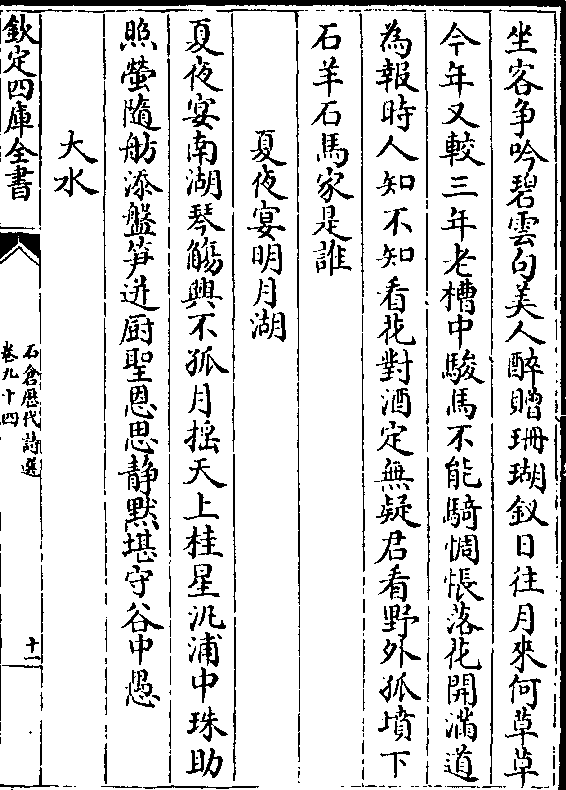 坐客争吟碧雲句美人醉贈珊瑚釵日往月來何草草
今年又較三年老槽中駿馬不能騎惆悵落花開滿道
為報時人知不知看花對酒定無疑君看野外孤墳下
石羊石馬家是誰
夏夜宴明月湖
夏夜宴南湖琴觴興不孤月揺天上桂星汎浦中珠助
照螢隨舫添盤笋迸厨聖恩思静默堪守谷中愚
大水
欽定四庫全書
石倉歴代詩選
卷九十四
十一